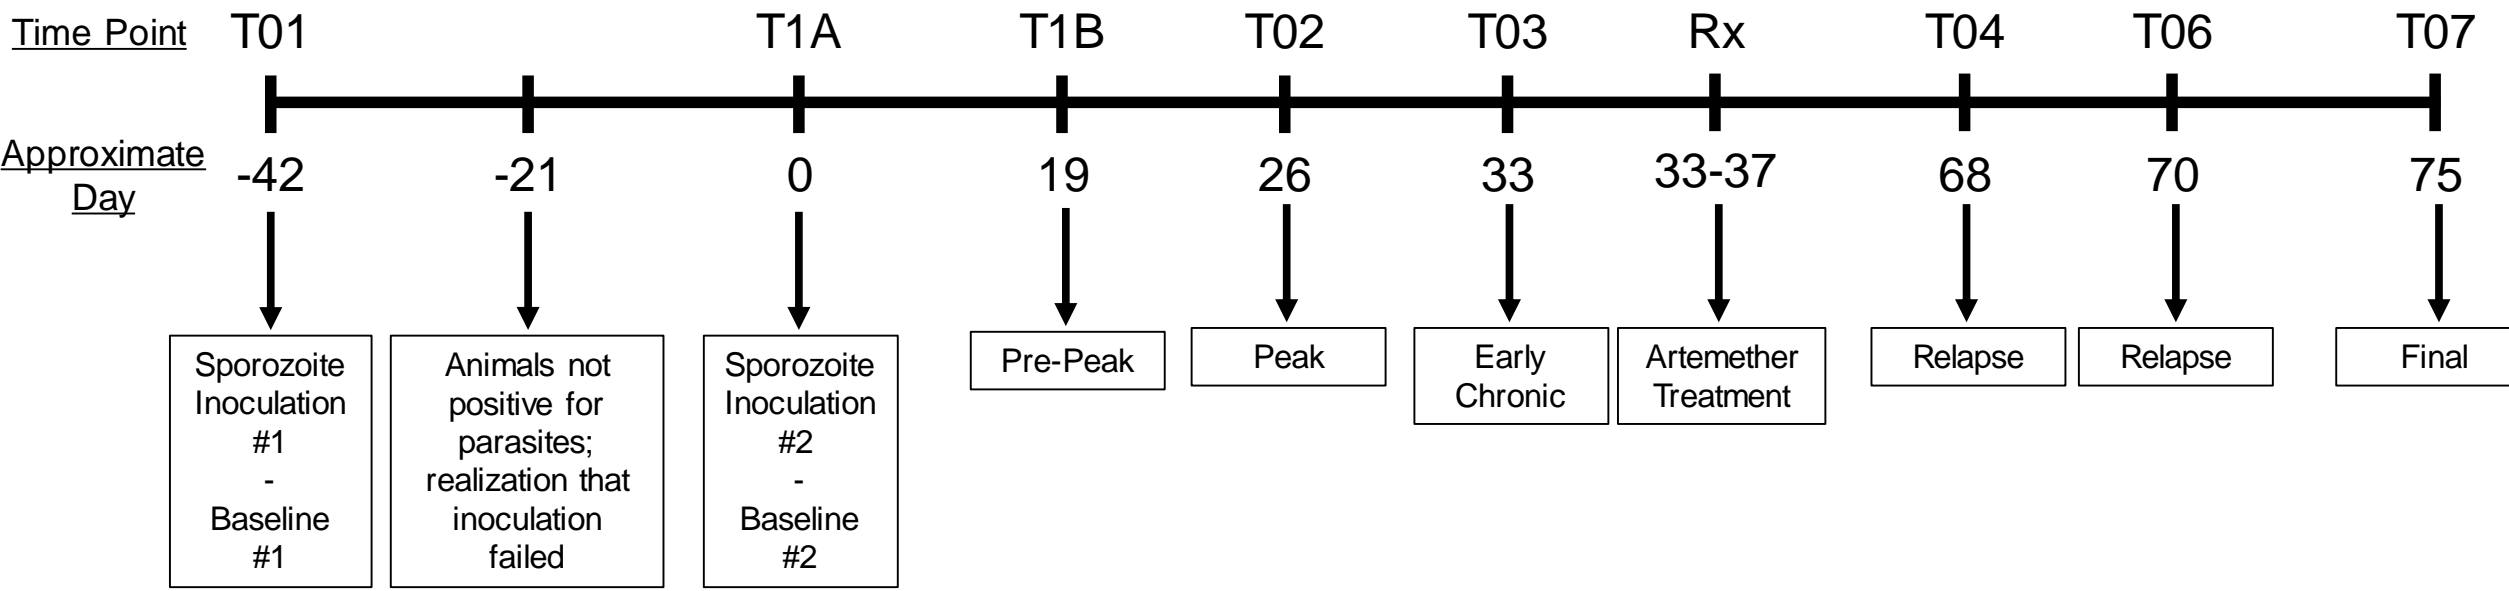 Time Point T01 T1A T1B T02 T03 Rx T04 T06 T07
Approximate
Day
-42 -21 0 19 26 33 33-37 68 70 75
Sporozoite
Inoculation
#1
-
Baseline
#1
Animals not
positive for
parasites;
realization that
inoculation
failed
Sporozoite
Inoculation
#2
-
Baseline
#2
Pre-Peak
Peak
Early
Chronic
Artemether
Treatment
Relapse
Relapse
Final